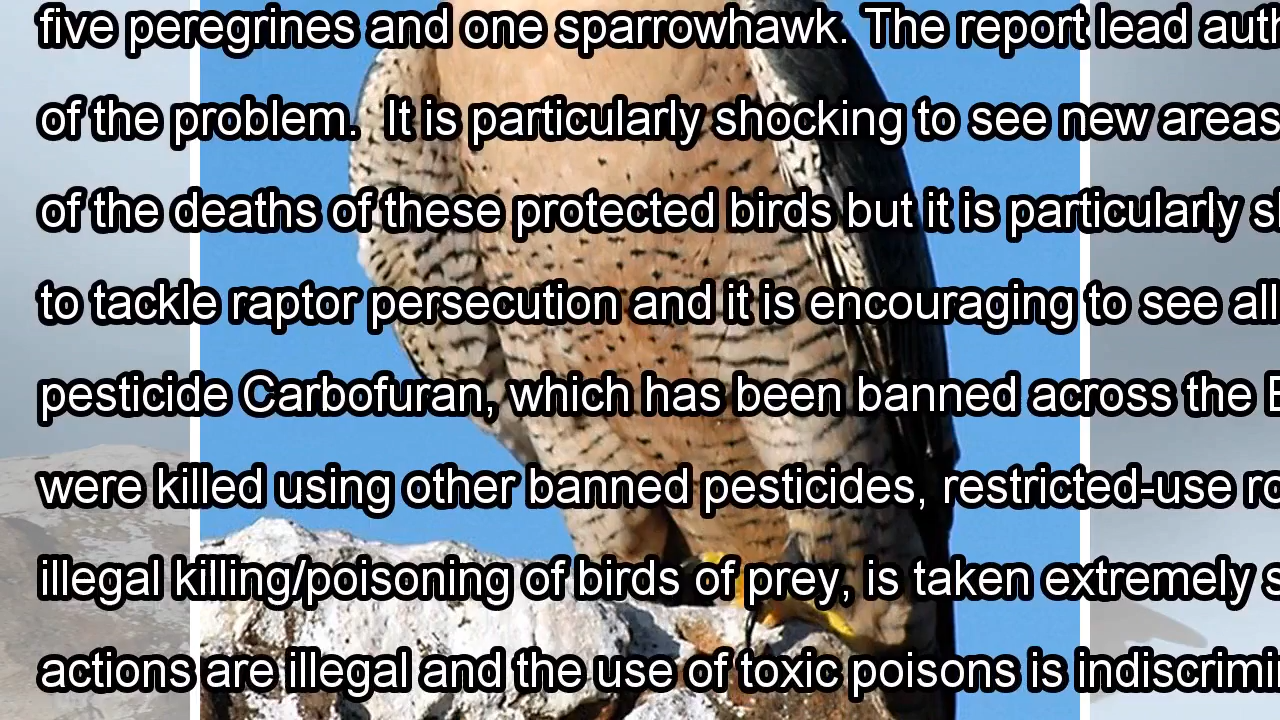 five peregrines and one sparrowhawk. The report lead
of the problem.  It is particularly shocking to see new areas
of the deaths of these protected birds but it is particularly
to tackle raptor persecution and it is encouraging to see all
pesticide Carbofuran, which has been banned across the
were killed using other banned pesticides, restricted-use
illegal killing/poisoning of birds of prey, is taken extremely
actions are illegal and the use of toxic poisons is